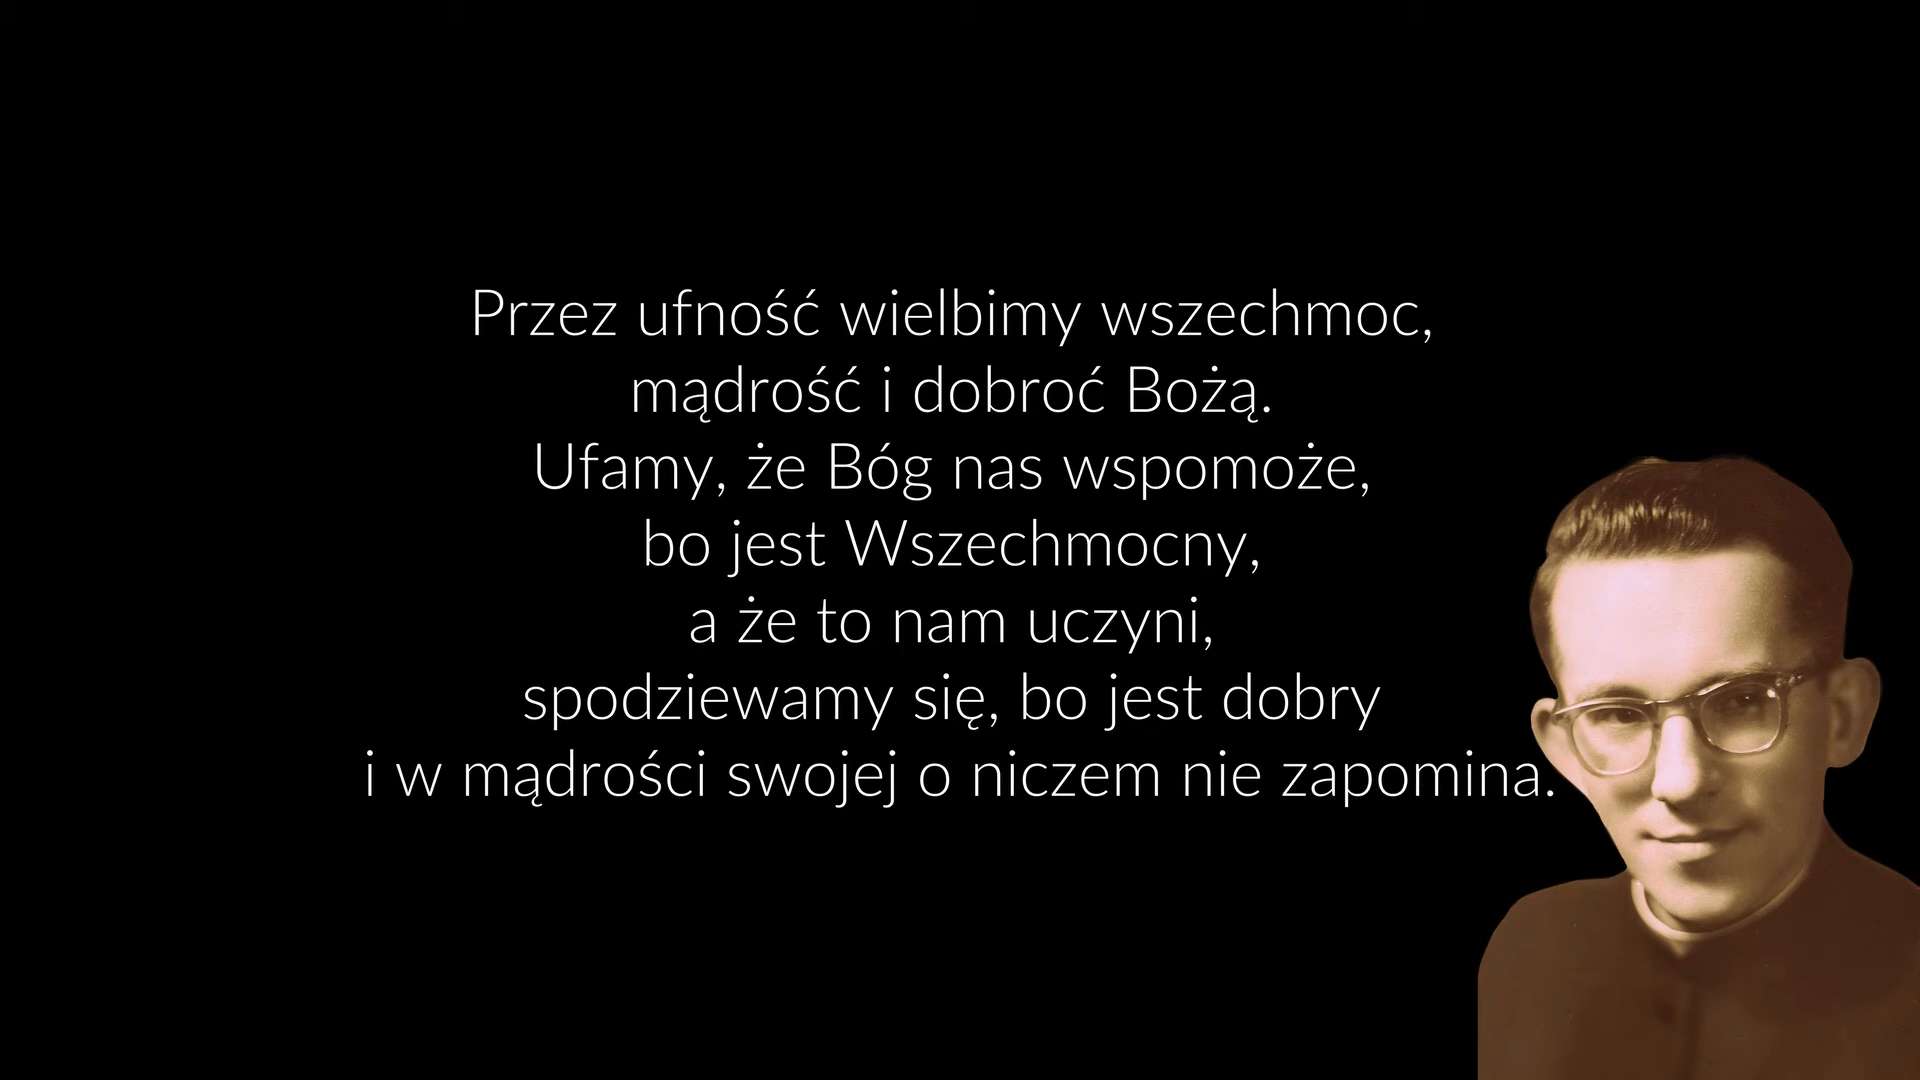 Przez ufność wielbimy wszechmoc,
mądrość i dobroć Bożą.
Ufamy, że Bóg nas wspomoże,
bo jest Wszechmocny,
a że to nam uczyni,
spodziewamy się, bo jest dobry
i w mądrości swojej o niczem nie zapomina.